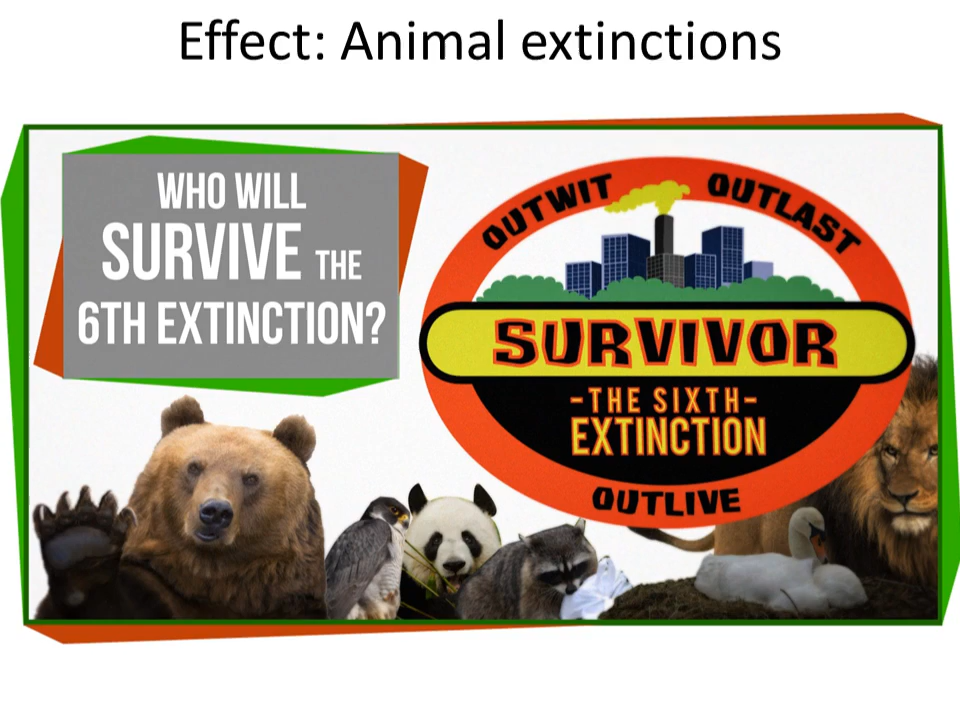 Effect: Animal extinctions
WHO WILL
SURVIVE THE
6TH EXTINCTION?
OUTWIT OUTLAST
SURVIVOR
-THE SIXTH-
EXTINCTION
OUTLIVE